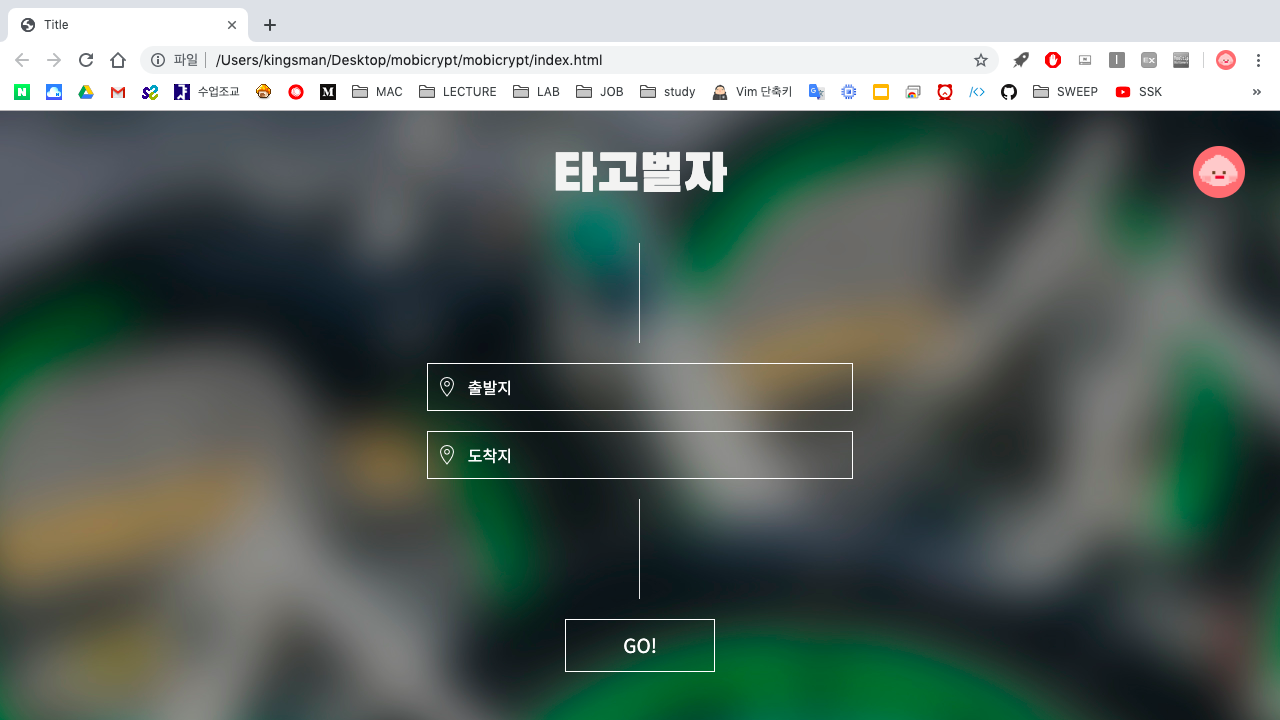 Title
파일 /Users/kingsman/Desktop/mobicrypt/mobicrypt/index.html
수업조교 MAC LECTURE LAB JOB study Vim 단축키 SWEEP SSK
타고벌자
출발지
도착지
GO!